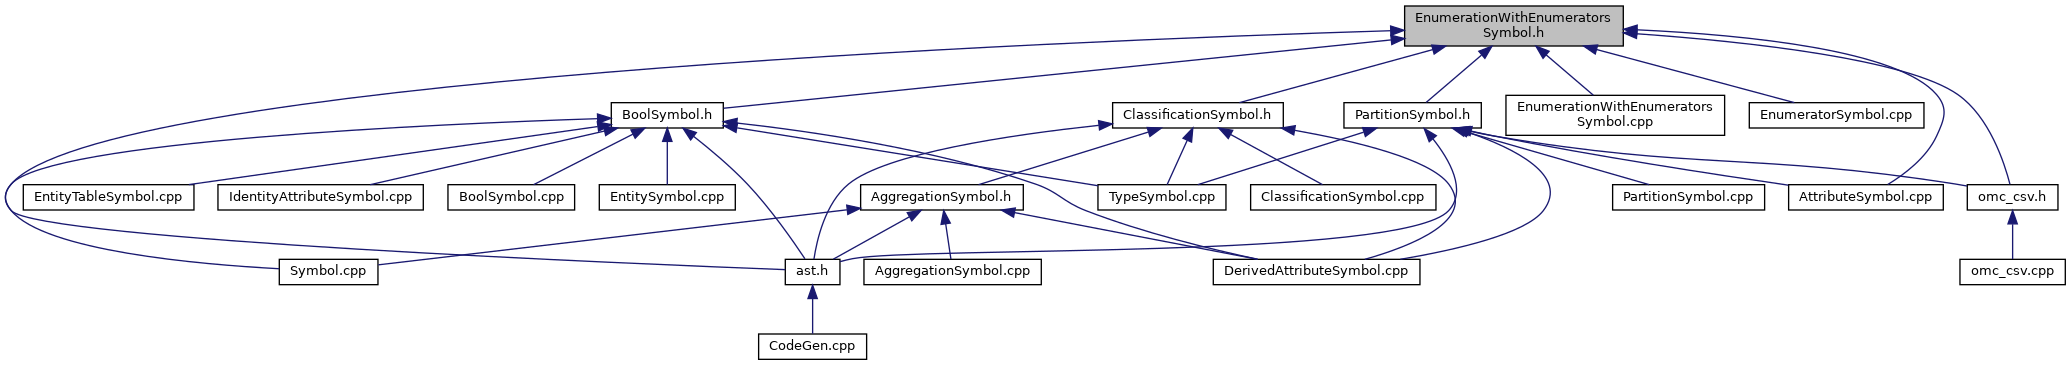 EnumerationWithEnumerators
Symbol.h
BoolSymbol.h
ClassificationSymbol.h
PartitionSymbol.h
EnumerationWithEnumerators
Symbol.cpp
EnumeratorSymbol.cpp
EntityTableSymbol.cpp
IdentityAttributeSymbol.cpp
BoolSymbol.cpp
EntitySymbol.cpp
AggregationSymbol.h
TypeSymbol.cpp
ClassificationSymbol.cpp
PartitionSymbol.cpp
AttributeSymbol.cpp
omc_csv.h
Symbol.cpp
ast.h
AggregationSymbol.cpp
DerivedAttributeSymbol.cpp
omc_csv.cpp
CodeGen.cpp